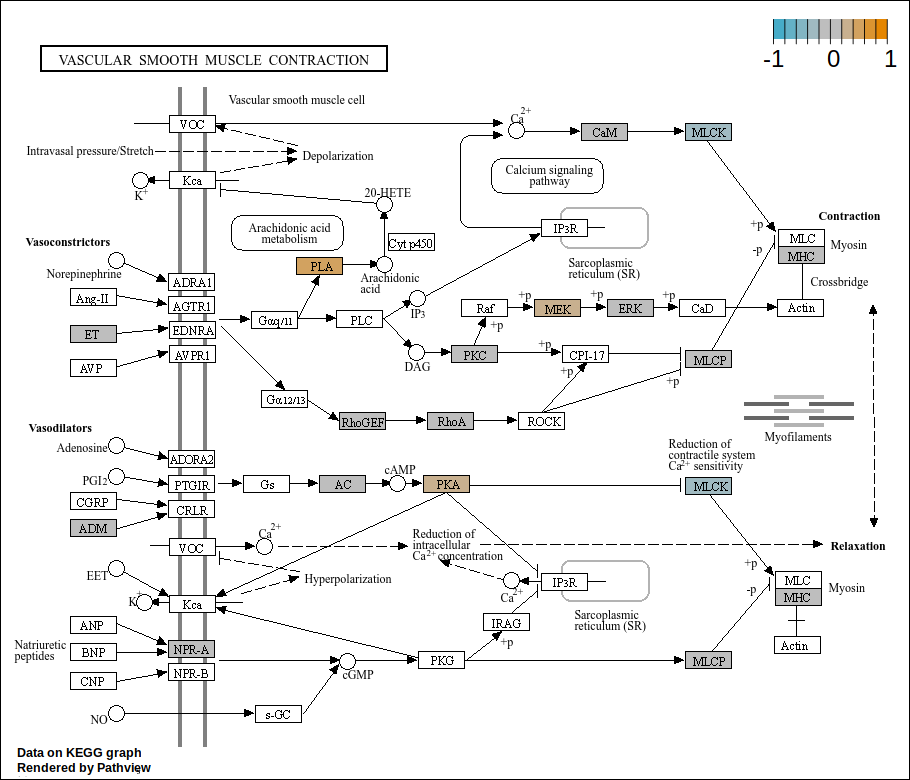 -1 0 1
VASCULAR SMOOTH MUSCLE CONTRACTION
Vascular smooth muscle cell
VOC
Ca2+
CaM
MLCK
Intravasal pressure/Stretch
Depolarization
Kca
K+
Calcium signaling
pathway
20-HETE
Contraction
+p
-p
MLC
MHC
Myosin
Arachidonic acid
metabolism
Cyt p450
IP3R
Sarcoplasmic
reticulum (SR)
Vasoconstrictors
Norepinephrine
PLA
Arachidonic
acid
Crossbridge
ADRA1
Ang-II
AGTR1
IP3
Raf
+p
MEK
+p
ERK
+p
CaD
Actin
ET
EDNRA
Gαq/11
PLC
+p
AVP
AVPR1
DAG
PKC
+p
CPI-17
MLCP
+p
+p
Gα12/13
RhoGEF
RhoA
ROCK
Myofilaments
Vasodilators
Adenosine
ADORA2
Reduction of
contractile system
Ca2+ sensitivity
PGI2
PTGIR
Gs
AC
cAMP
PKA
MLCK
CGRP
CRLR
ADM
VOC
Ca2+
Reduction of
intracellular
Ca2+ concentration
Relaxation
EET
Hyperpolarization
IP3R
Ca2+
+p
-p
MLC
MHC
Myosin
K+
Kca
Sarcoplasmic
reticulum (SR)
ANP
IRAG
+p
Actin
Natriuretic
peptides
BNP
NPR-A
PKG
MLCP
CNP
NPR-B
cGMP
NO
s-GC
Data on KEGG graph
Rendered by Pathview